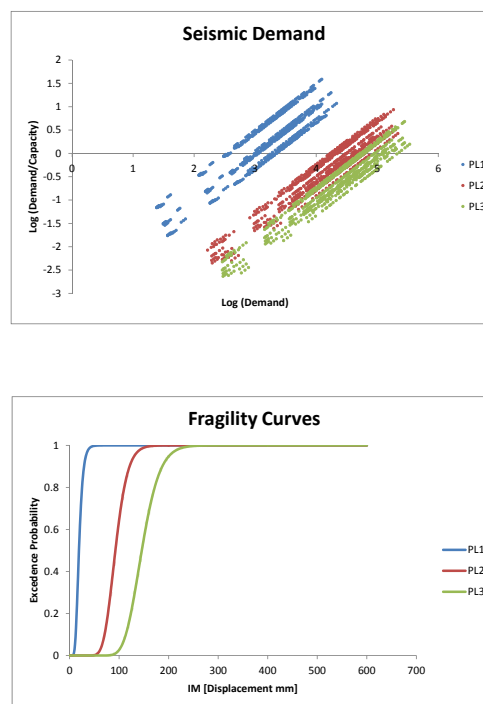 Seismic Demand
2
1.5
1
0.5
0
-0.5
-1
-1.5
-2
-2.5
-3
0 1 2 3 4 5 6
Log (Demand/Capacity)
Log (Demand)
PL1
PL2
PL3
Fragility Curves
1
0.8
0.6
0.4
0.2
0
0 100 200 300 400 500 600 700
Excedence Probability
IM [Displacement mm]
PL1
PL2
PL3